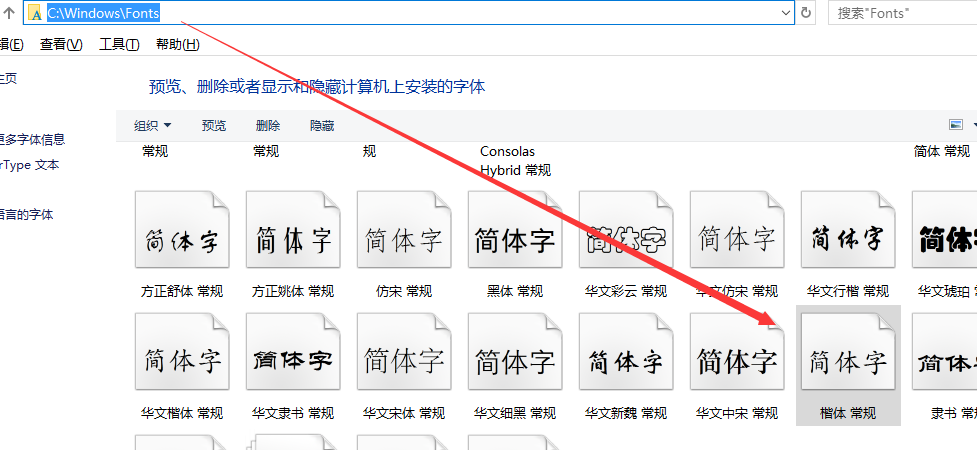 C:\Windows\Fonts
搜索"Fonts"
辑(E) 查看(V) 工具(T) 帮助(H)
主页
预览、删除或者显示和隐藏计算机上安装的字体
组织 预览 删除 隐藏
更多字体信息
rType 文本
语言的字体
常规 常规 规 Consolas 简体 常规
Hybrid 常规
简体字 简体字 简体字 简体字 简体字 简体字 简体字 简体字
方正舒体 常规 方正姚体 常规 仿宋 常规 黑体 常规 华文彩云 常规 华文仿宋 常规 华文行楷 常规 华文琥珀 常规
简体字 简体字 简体字 简体字 简体字 简体字 简体字 简体字
华文楷体 常规 华文隶书 常规 华文宋体 常规 华文细黑 常规 华文新魏 常规 华文中宋 常规 楷体 常规 隶书 常规